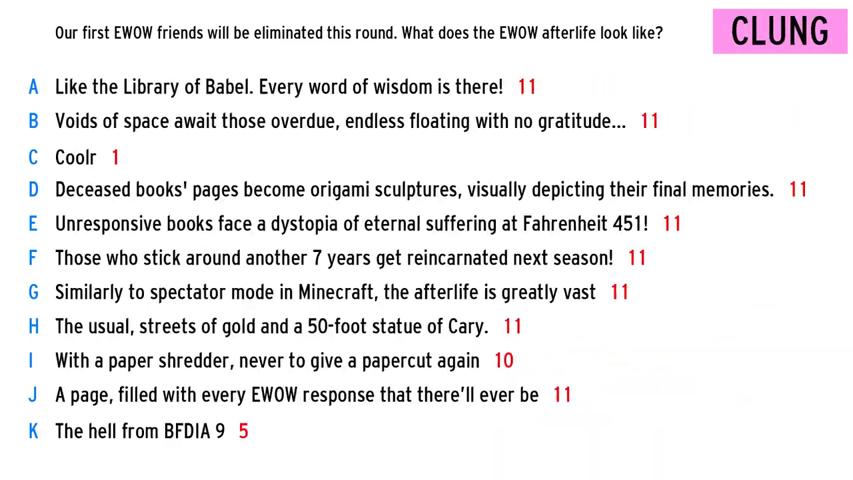 Our first EWOW friends will be eliminated this round. What does the EWOW afterlife look like?
CLUNG
A Like the Library of Babel. Every word of wisdom is there! 11
B Voids of space await those overdue, endless floating with no gratitude... 11
C Coolr 1
D Deceased books' pages become origami sculptures, visually depicting their final memories. 11
E Unresponsive books face a dystopia of eternal suffering at Fahrenheit 451! 11
F Those who stick around another 7 years get reincarnated next season! 11
G Similarly to spectator mode in Minecraft, the afterlife is greatly vast 11
H The usual, streets of gold and a 50-foot statue of Cary. 11
I With a paper shredder, never to give a papercut again 10
J A page, filled with every EWOW response that there'll ever be 11
K The hell from BFDIA 9 5